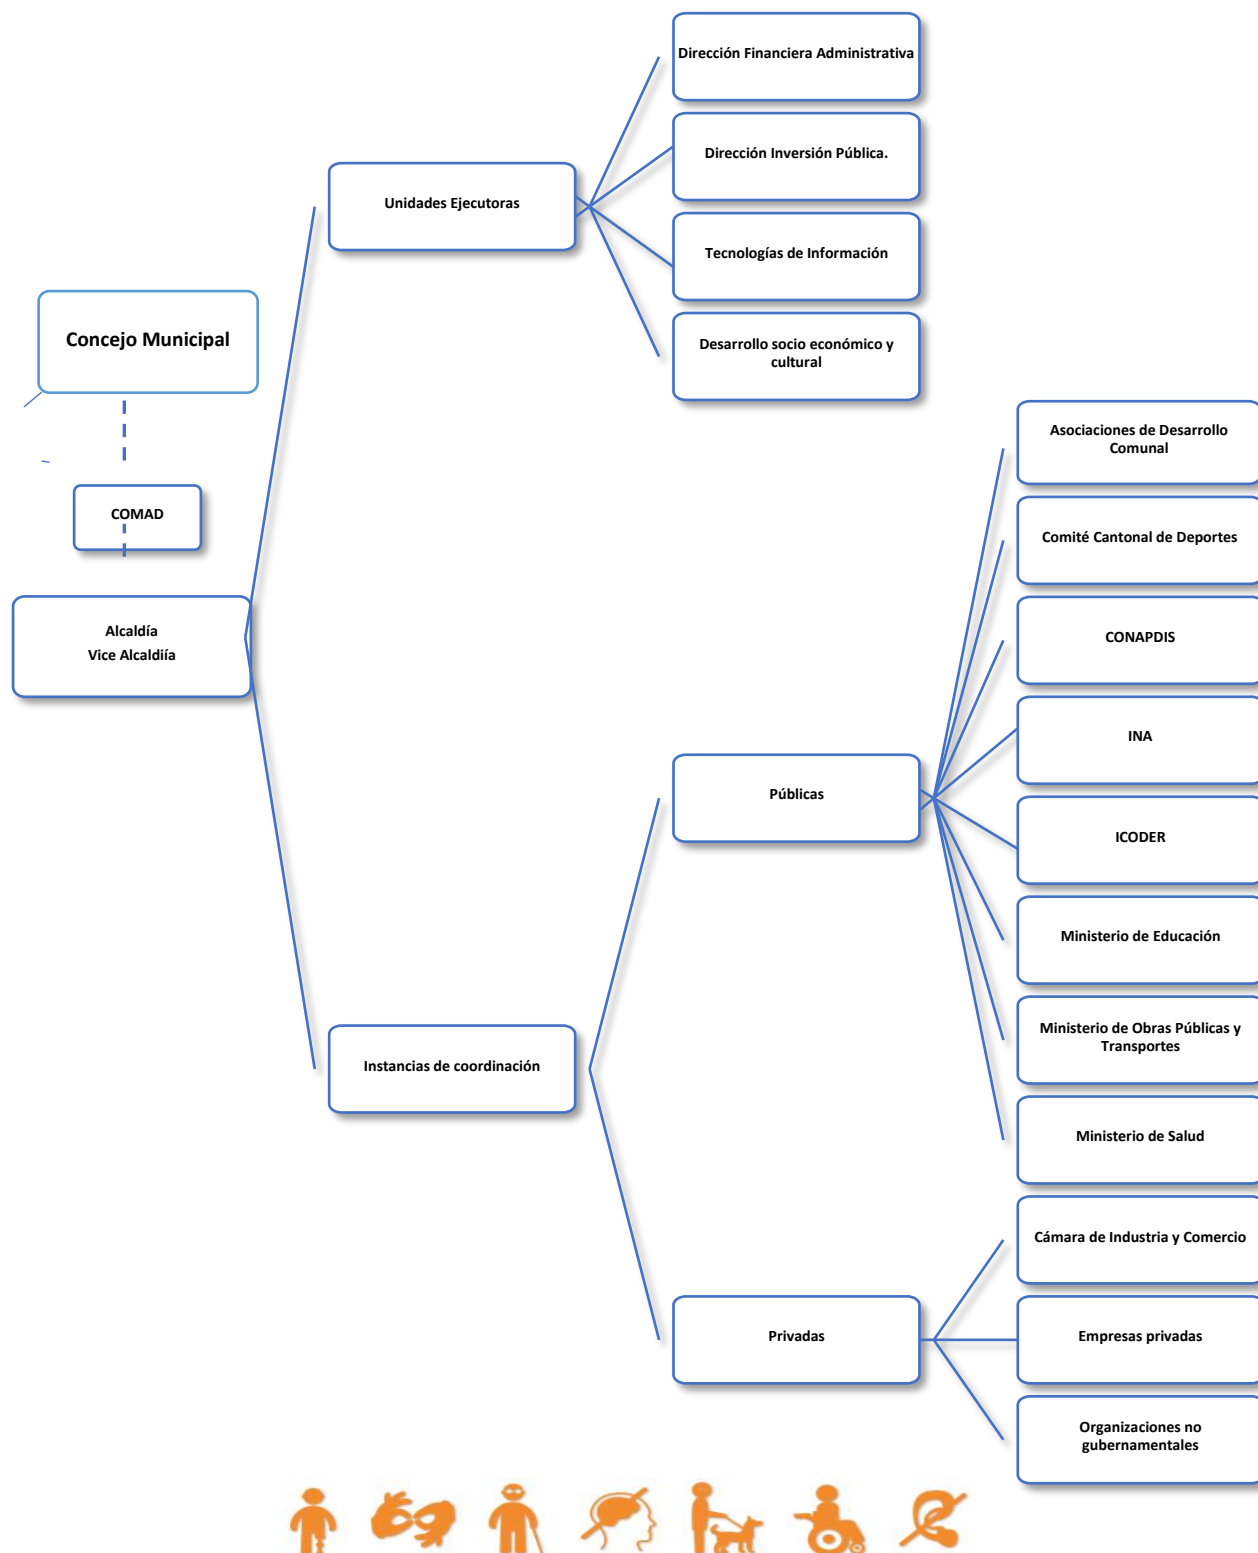 Dirección Financiera Administrativa
Dirección Inversión Pública.
Unidades Ejecutoras
Tecnologías de Información
Concejo Municipal
Desarrollo socio económico y
cultural
Asociaciones de Desarrollo
Comunal
COMAD
Comité Cantonal de Deportes
Alcaldía
Vice Alcaldiía
CONAPDIS
INA
Públicas
ICODER
Ministerio de Educación
Ministerio de Obras Públicas y
Transportes
Instancias de coordinación
Ministerio de Salud
Cámara de Industria y Comercio
Privadas
Empresas privadas
Organizaciones no
gubernamentales